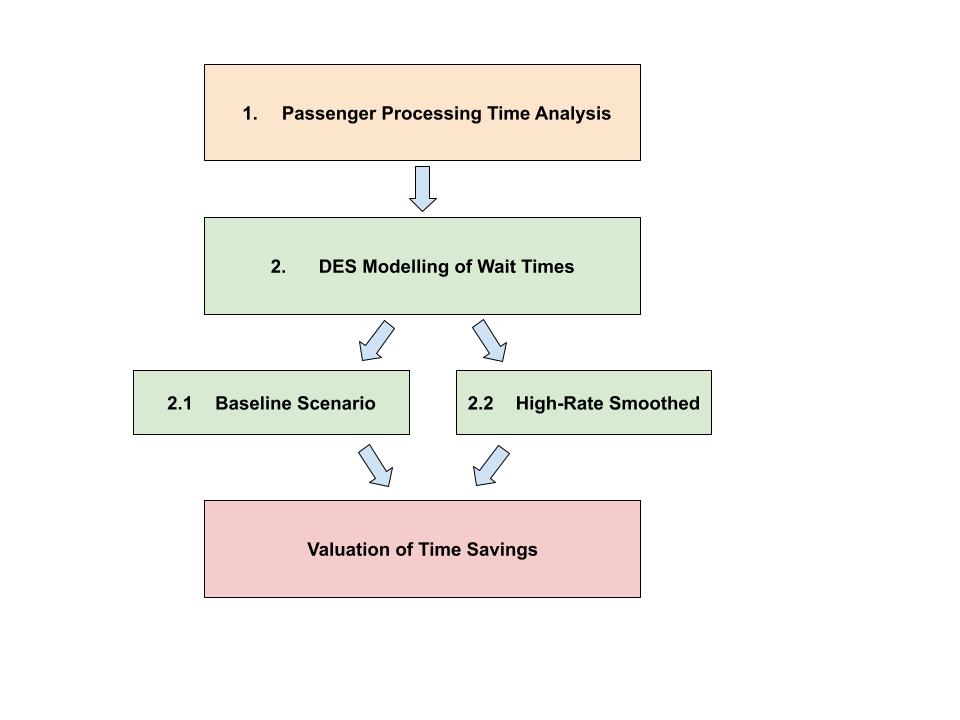 1. Passenger Processing Time Analysis
2. DES Modelling of Wait Times
2.1 Baseline Scenario
2.2 High-Rate Smoothed
Valuation of Time Savings